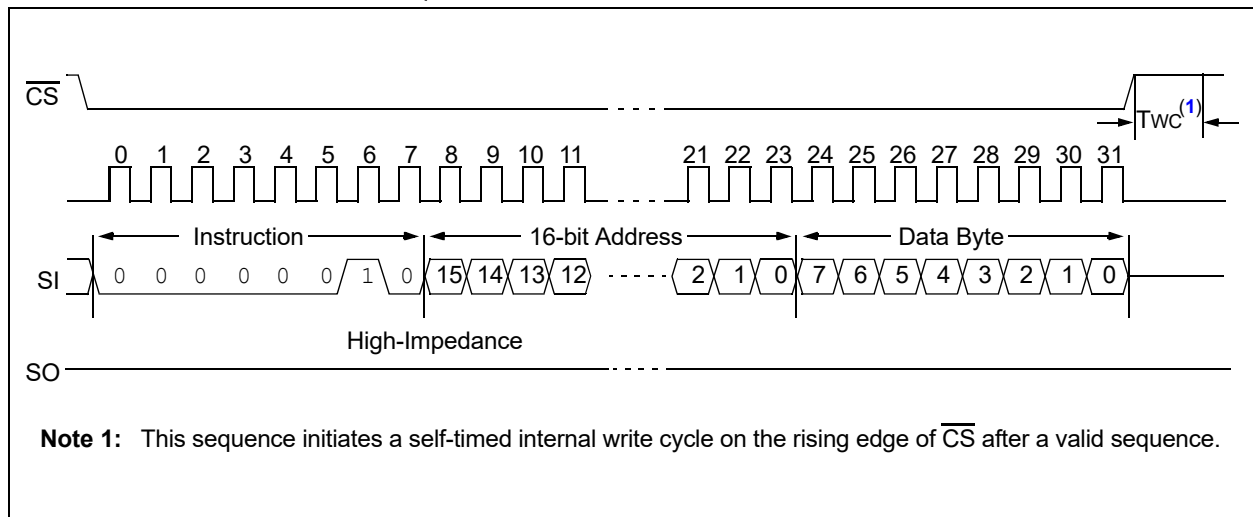 CS
TWC(1)
0 1 2 3 4 5 6 7 8 9 10 11 21 22 23 24 25 26 27 28 29 30 31
Instruction 16-bit Address Data Byte
SI 0 0 0 0 0 0 1 0 15 14 13 12 2 1 0 7 6 5 4 3 2 1 0
High-Impedance
SO
Note 1: This sequence initiates a self-timed internal write cycle on the rising edge of CS after a valid sequence.